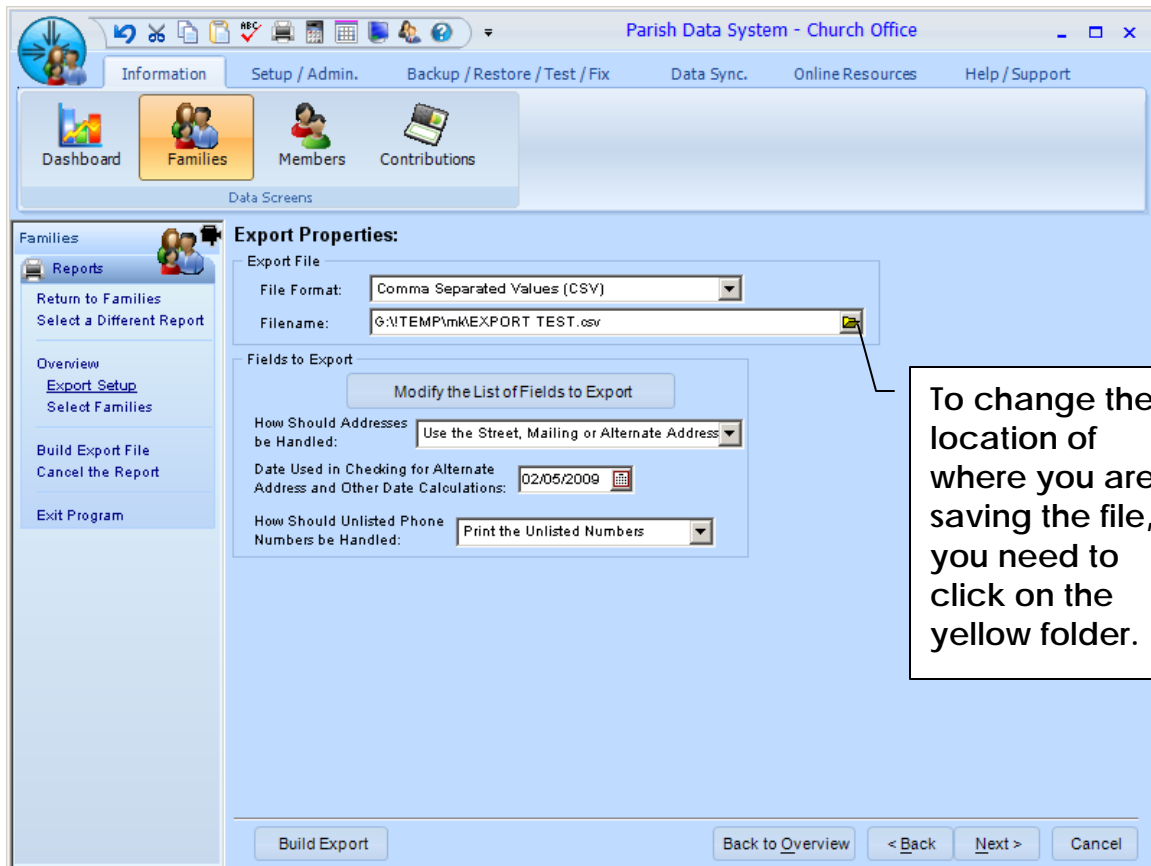 ABC
Parish Data System - Church Office
Information
Setup / Admin.
Backup / Restore / Test / Fix
Data Sync.
Online Resources
Help / Support
Dashboard
Families
Members
Contributions
Data Screens
Families
Reports
Return to Families
Select a Different Report
Overview
Export Setup
Select Families
Build Export File
Cancel the Report
Exit Program
Export Properties:
Export File
File Format:
Comma Separated Values (CSV)
Filename:
G:\!TEMP\mk\EXPORT TEST.csv
Fields to Export
Modify the List of Fields to Export
How Should Addresses
be Handled:
Use the Street, Mailing or Alternate Address
Date Used in Checking for Alternate
Address and Other Date Calculations:
02/05/2009
How Should Unlisted Phone
Numbers be Handled:
Print the Unlisted Numbers
To change the
location of
where you are
saving the file,
you need to
click on the
yellow folder.
Build Export
Back to Overview
< Back
Next >
Cancel